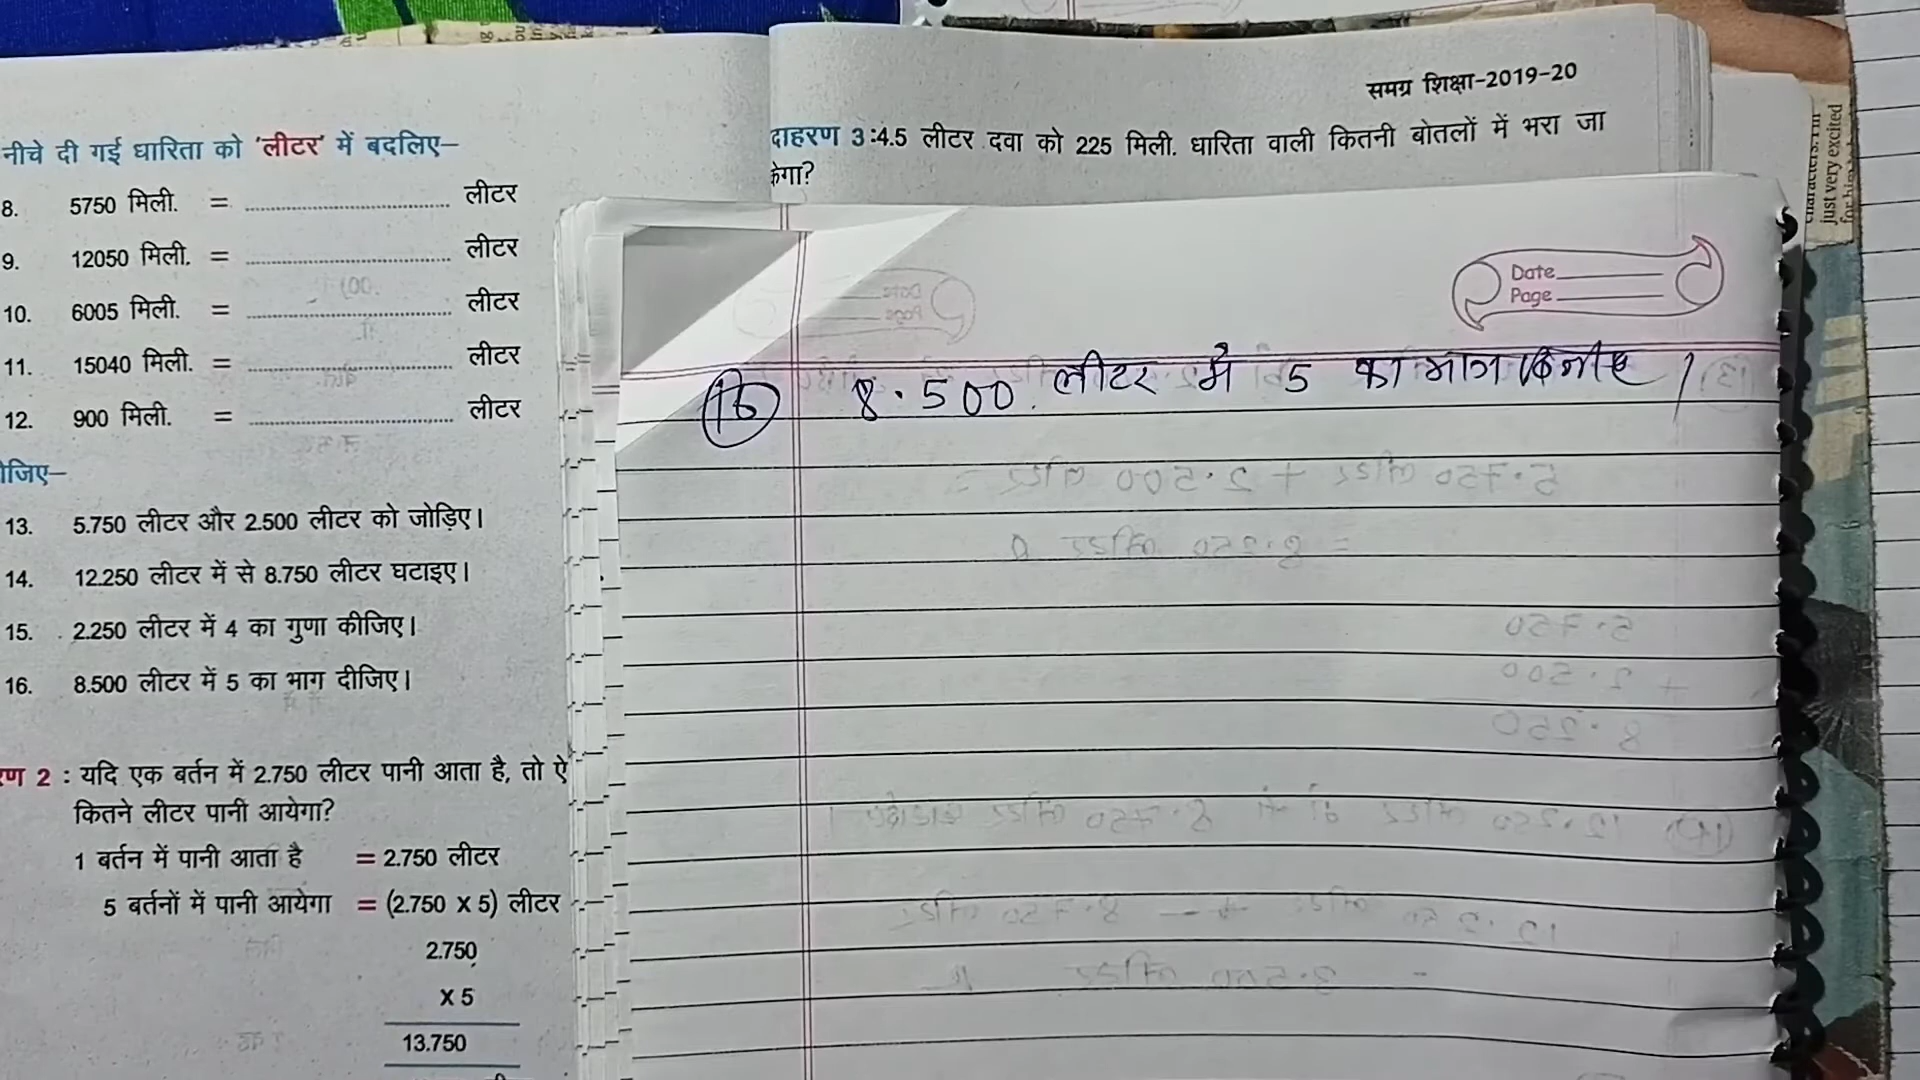 समग्र शिक्षा-2019-20
नीचे दी गई धारिता को 'लीटर' में बदलिए–
8. 5750 मिली. = ........................ लीटर
9. 12050 मिली. = ........................ लीटर
10. 6005 मिली. = ........................ लीटर
11. 15040 मिली. = ........................ लीटर
12. 900 मिली. = ........................ लीटर
जिए–
13. 5.750 लीटर और 2.500 लीटर को जोड़िए।
14. 12.250 लीटर में से 8.750 लीटर घटाइए।
15. 2.250 लीटर में 4 का गुणा कीजिए।
16. 8.500 लीटर में 5 का भाग दीजिए।
रण 2 : यदि एक बर्तन में 2.750 लीटर पानी आता है, तो ऐ
कितने लीटर पानी आयेगा?
1 बर्तन में पानी आता है = 2.750 लीटर
5 बर्तनों में पानी आयेगा = (2.750 X 5) लीटर
2.750
X 5
13.750
दाहरण 3 : 4.5 लीटर दवा को 225 मिली. धारिता वाली कितनी बोतलों में भरा जा
केगा?
Date
Page
16 8.500 लीटर में 5 का भाग दिजीए।
just very excited